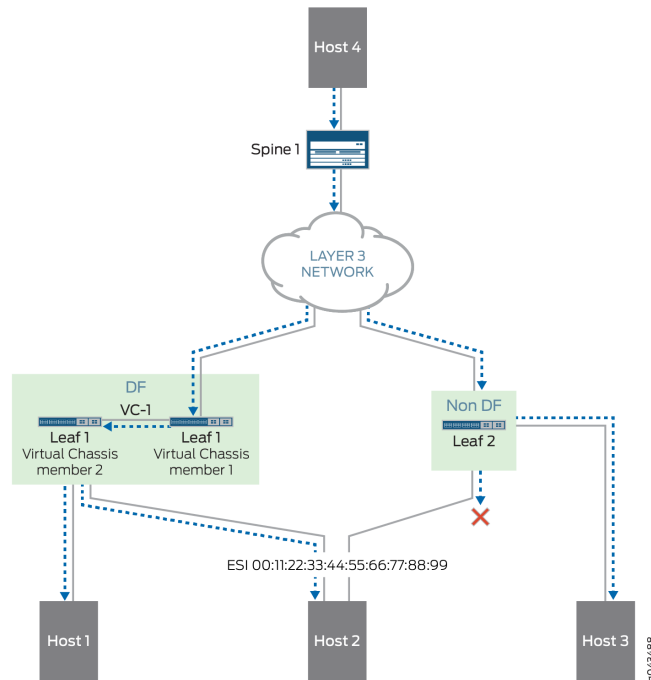 Host 4
Spine 1
LAYER 3
NETWORK
DF
VC-1
Leaf 1
Virtual Chassis
member 2
Leaf 1
Virtual Chassis
member 1
Non DF
Leaf 2
ESI 00:11:22:33:44:55:66:77:88:99
Host 1
Host 2
Host 3